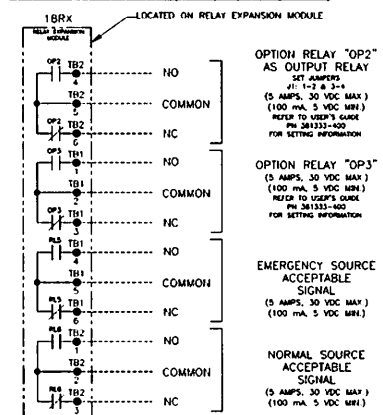 LOCATED ON RELAY EXPANSION MODULE
1BRX
RELAY EXPANSION
MODULE
OP2
TB2
4
NO
TB2
5
COMMON
OP2
TB2
6
NC
OPTION RELAY "OP2"
AS OUTPUT RELAY
SET JUMPERS
J1: 1-2 & 3-4
(5 AMPS, 30 VDC MAX)
(100 mA, 5 VDC MIN.)
REFER TO USER'S GUIDE
PN 381333-400
FOR SETTING INFORMATION
OP3
TB1
1
NO
TB1
2
COMMON
OP3
TB1
3
NC
OPTION RELAY "OP3"
(5 AMPS, 30 VDC MAX)
(100 mA, 5 VDC MIN.)
REFER TO USER'S GUIDE
PN 381333-400
FOR SETTING INFORMATION
RL5
TB1
4
NO
TB1
5
COMMON
RL5
TB1
6
NC
EMERGENCY SOURCE
ACCEPTABLE
SIGNAL
(5 AMPS, 30 VDC MAX)
(100 mA, 5 VDC MIN.)
RL6
TB2
1
NO
TB2
2
COMMON
RL6
TB2
3
NC
NORMAL SOURCE
ACCEPTABLE
SIGNAL
(5 AMPS, 30 VDC MAX)
(100 mA, 5 VDC MIN.)